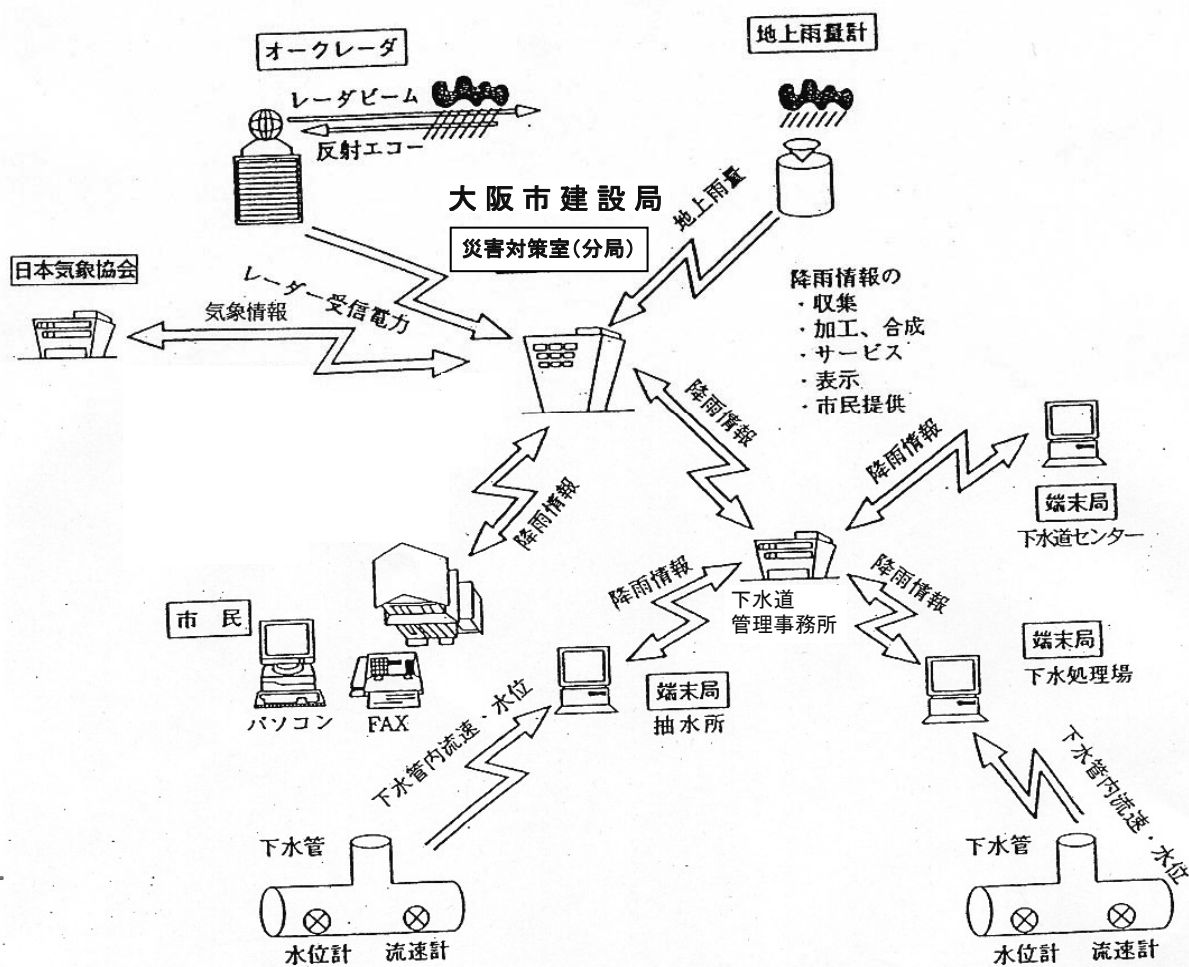 オークレーダ
地上雨量計
レーダビーム
反射エコー
大阪市建設局
災害対策室(分局)
地上雨量
日本気象協会
レーダー受信電力
気象情報
降雨情報の
・収集
・加工、合成
・サービス
・表示
・市民提供
降雨情報
降雨情報
降雨情報
端末局
下水道センター
降雨情報
降雨情報
下水道
管理事務所
市民
パソコン
FAX
端末局
抽水所
端末局
下水処理場
下水管内流速・水位
下水管内流速・水位
下水管
水位計
流速計
下水管
水位計
流速計